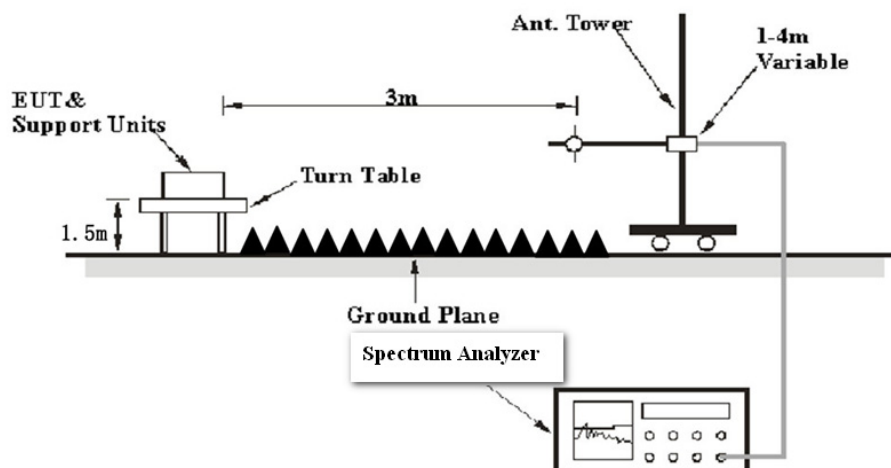 Ant. Tower
1-4m
Variable
3m
EUT&
Support Units
Turn Table
1.5m
Ground Plane
Spectrum Analyzer